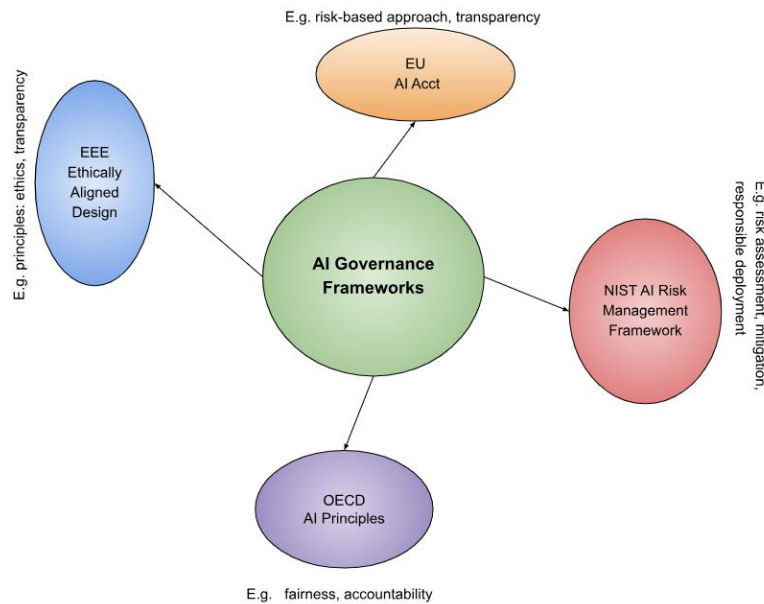 E.g. risk-based approach, transparency
EU
AI Acct
E.g. principles: ethics, transparency
EEE
Ethically
Aligned
Design
AI Governance
Frameworks
NIST AI Risk
Management
Framework
E.g. risk assessment, mitigation,
responsible deployment
OECD
AI Principles
E.g. fairness, accountability